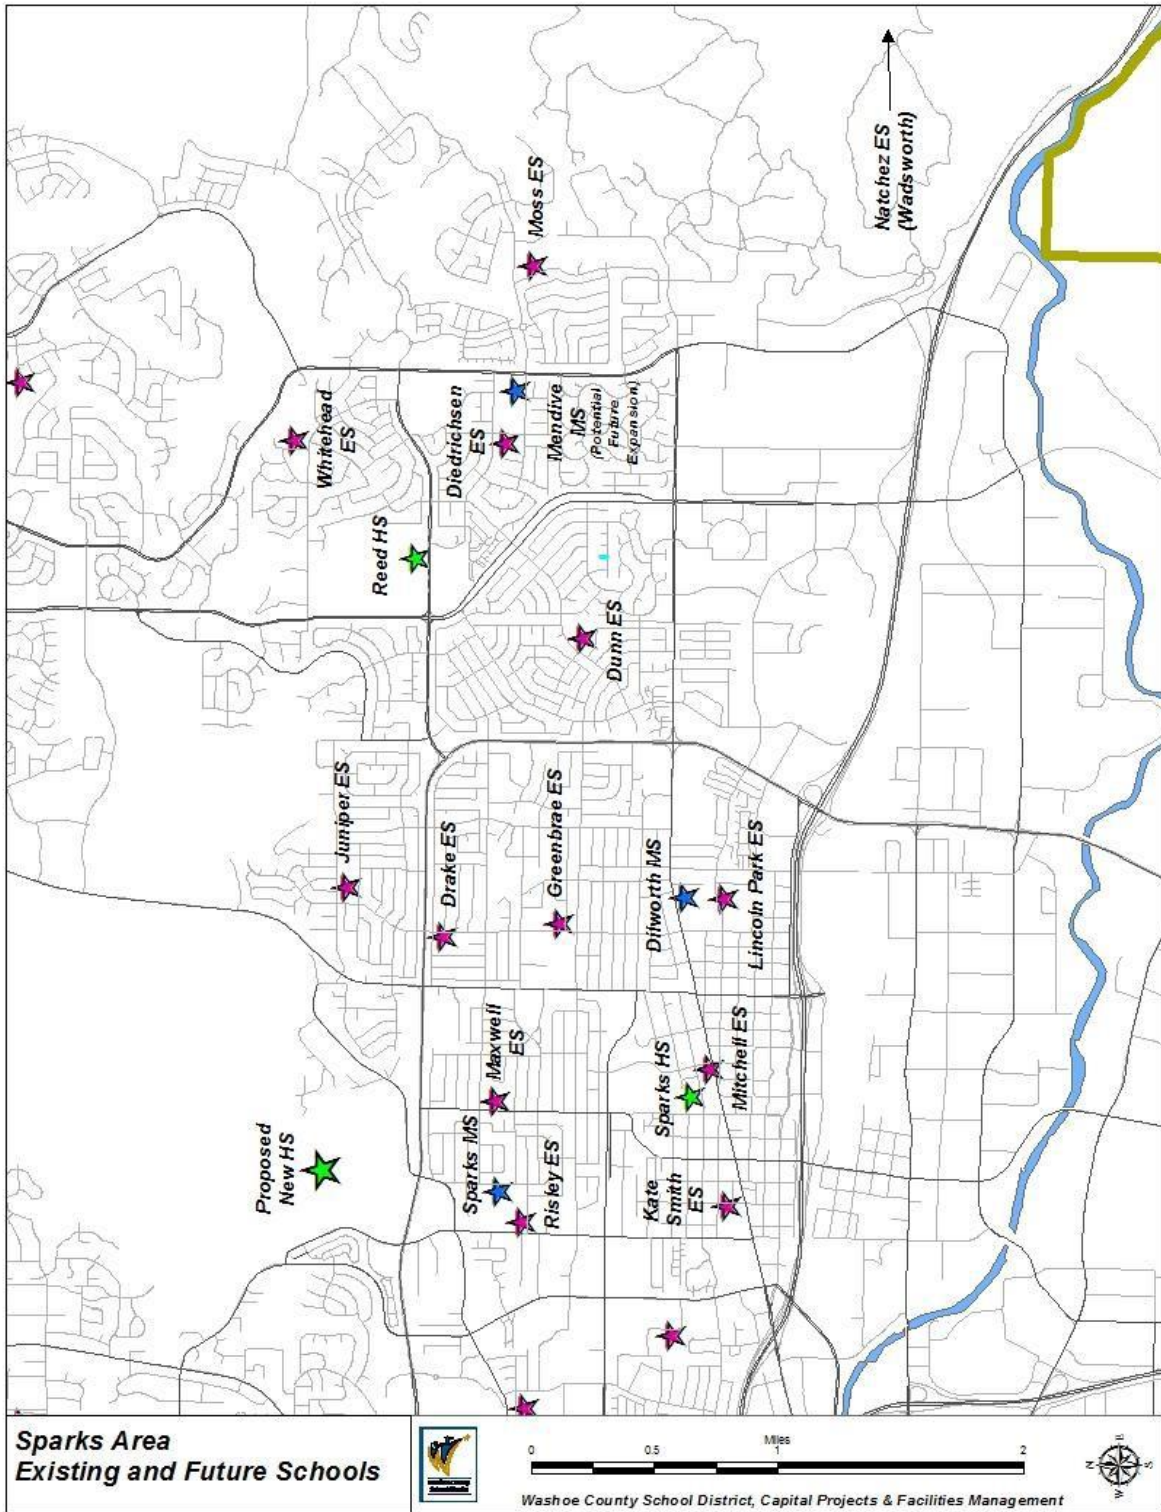 Natchez ES
(Wadsworth)
Moss ES
Whitehead
ES
Diedrichsen
ES
Mendive
MS
(Potential
Future
Expansion)
Reed HS
Dunn ES
Juniper ES
Drake ES
Greenbrae ES
Dilworth MS
Lincoln Park ES
Maxwell
ES
Sparks HS
Mitchell ES
Proposed
New HS
Sparks MS
Risley ES
Kate
Smith
ES
Sparks Area
Existing and Future Schools
Miles
0 0.5 1 2
Washoe County School District, Capital Projects & Facilities Management
N
E
S
W